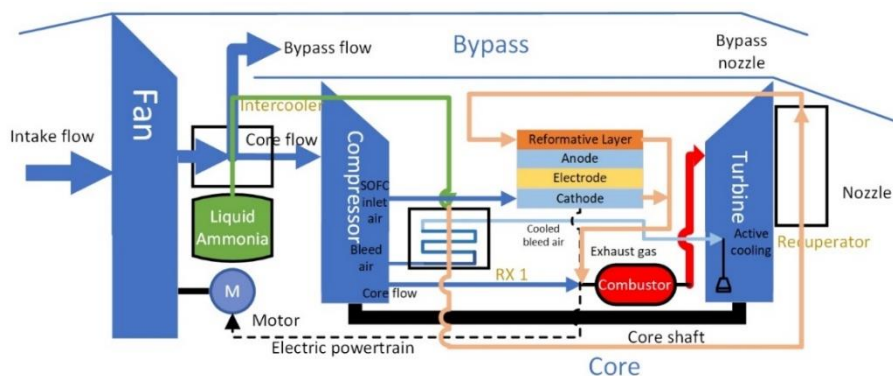 Bypass flow
Bypass
Bypass
nozzle
Fan
Intercooler
Intake flow
Core flow
Compressor
Reformative Layer
Anode
Electrode
Cathode
SOFC
inlet
air
Turbine
Nozzle
Liquid
Ammonia
Cooled
bleed air
Exhaust gas
Active
cooling
Recuperator
Bleed
air
RX 1
Core flow
Combustor
M
Motor
Core shaft
Electric powertrain
Core